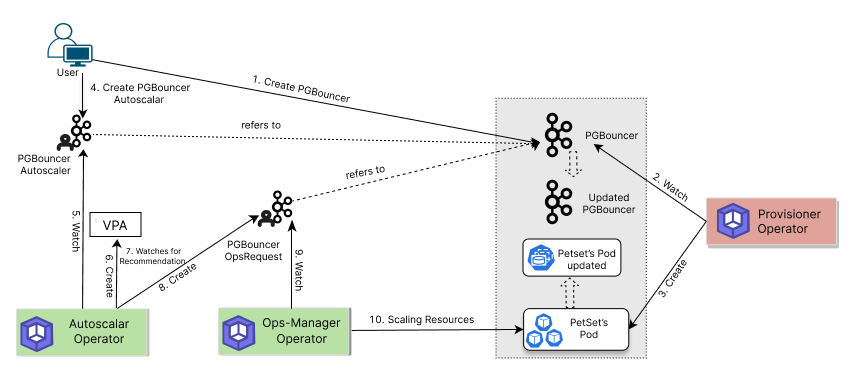 User
1. Create PGBouncer
4. Create PGBouncer
Autoscalar
refers to
PGBouncer
PGBouncer
Autoscaler
refers to
2. Watch
Updated
PGBouncer
Provisioner
Operator
5. Watch
VPA
7. Watches for
Recommendation
6. Create
8. Create
PGBouncer
OpsRequest
9. Watch
Petset's Pod
updated
3. Create
Autoscalar
Operator
Ops-Manager
Operator
10. Scaling Resources
PetSet's
Pod